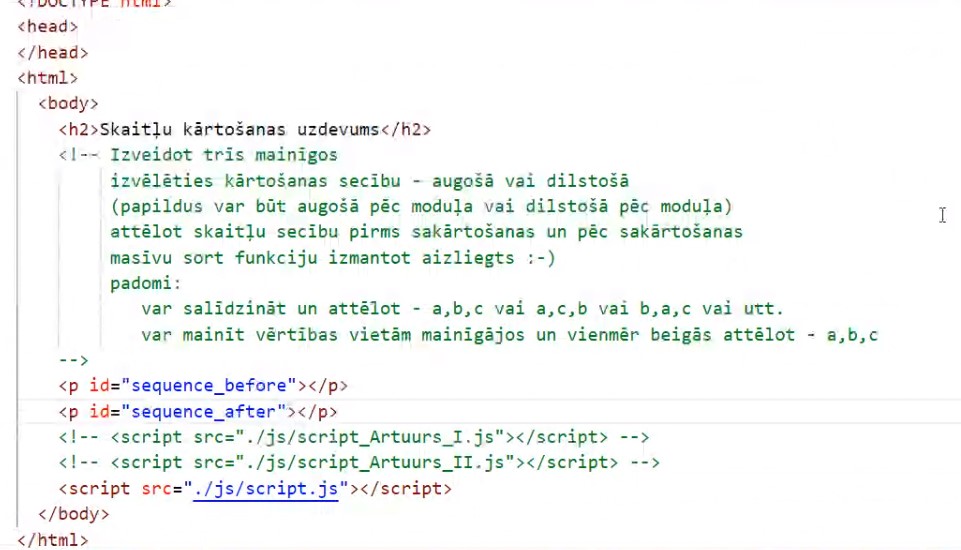 <!DOCTYPE html>
<head>
</head>
<html>
<body>
<h2>Skaitļu kārtošanas uzdevums</h2>
<!-- Izveidot trīs mainīgos
izvēlēties kārtošanas secību - augošā vai dilstošā
(papildus var būt augošā pēc moduļa vai dilstošā pēc moduļa)
attēlot skaitļu secību pirms sakārtošanas un pēc sakārtošanas
masīvu sort funkciju izmantot aizliegts :-)
padomi:
var salīdzināt un attēlot - a,b,c vai a,c,b vai b,a,c vai utt.
var mainīt vērtības vietām mainīgājos un vienmēr beigās attēlot - a,b,c
-->
<p id="sequence_before"></p>
<p id="sequence_after"></p>
<!-- <script src="./js/script_Artuurs_I.js"></script> -->
<!-- <script src="./js/script_Artuurs_II.js"></script> -->
<script src="./js/script.js"></script>
</body>
</html>